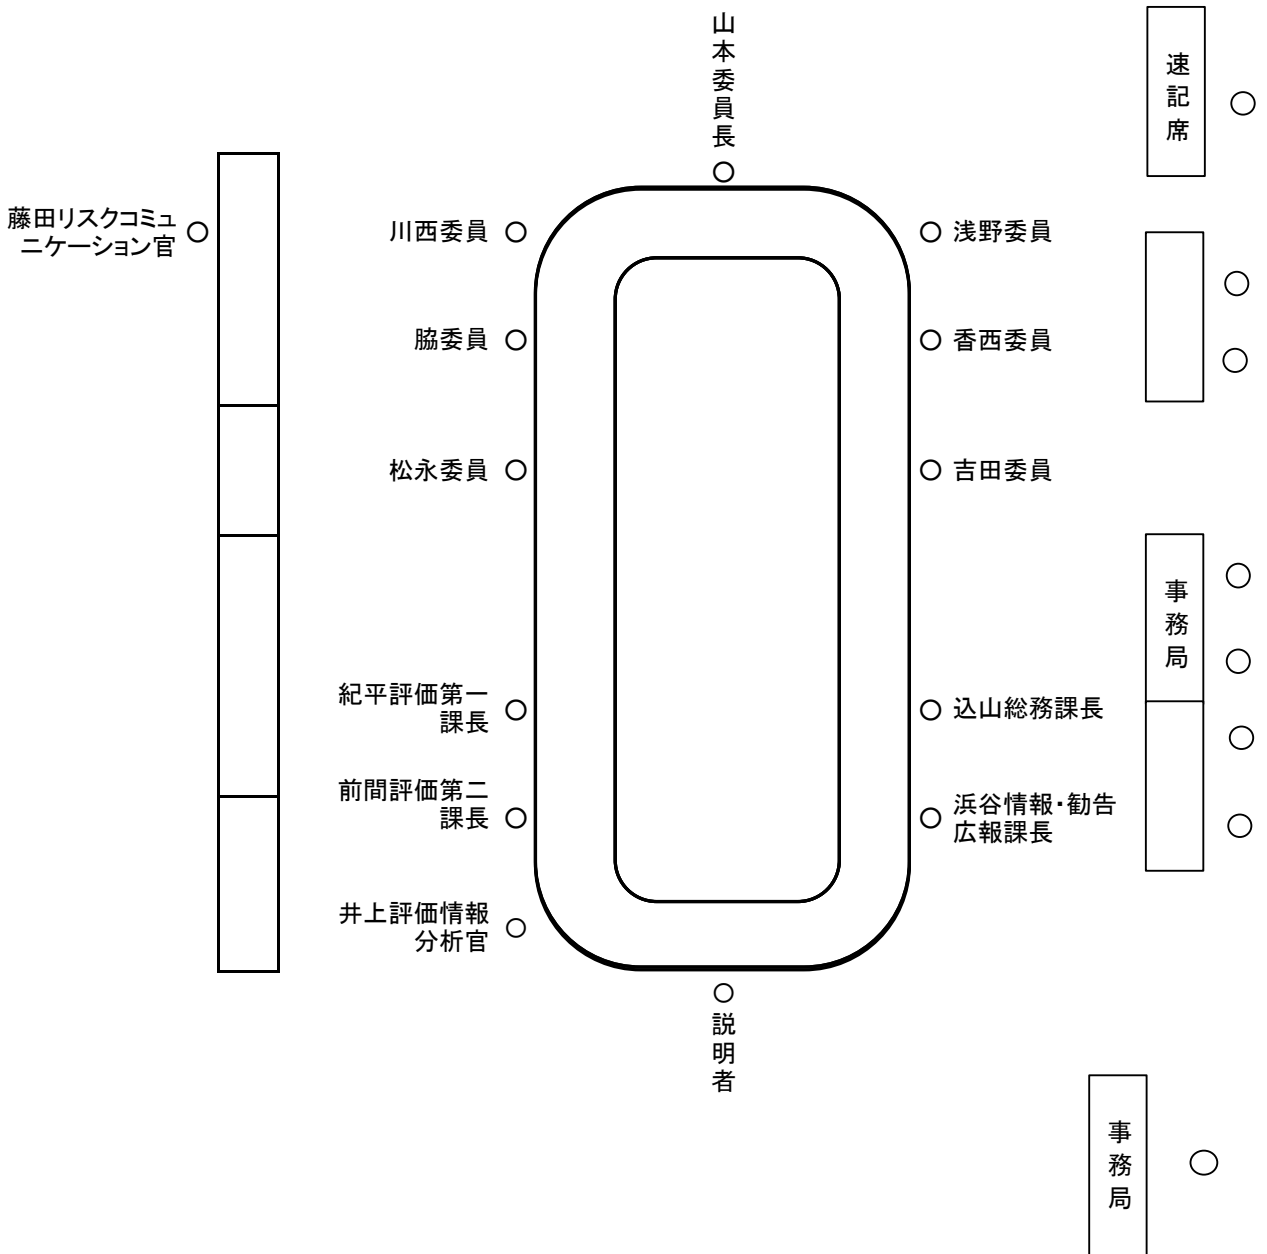 山本委員長
速記席
藤田リスクコミュ
ニケーション官
川西委員
浅野委員
脇委員
香西委員
松永委員
吉田委員
事務局
紀平評価第一
課長
込山総務課長
前間評価第二
課長
浜谷情報・勧告
広報課長
井上評価情報
分析官
説明者
事務局